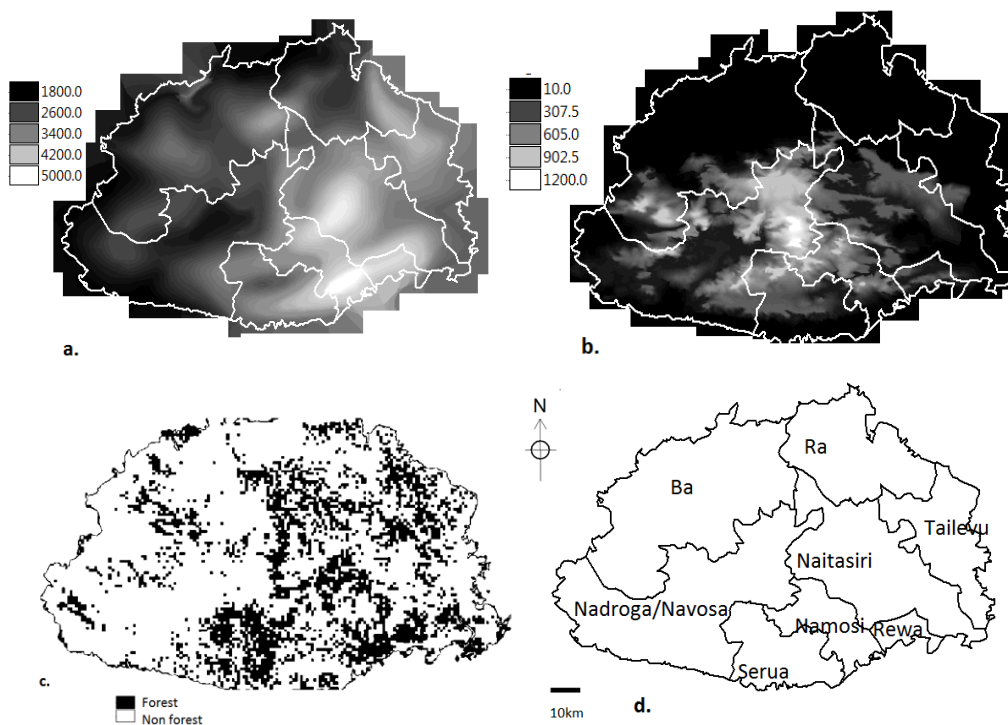 1800.0
2600.0
3400.0
4200.0
5000.0
a.
10.0
307.5
605.0
902.5
1200.0
b.
c.
Forest
Non forest
N
Ra
Ba
Tailevu
Naitasiri
Nadroga/Navosa
Namosi
Rewa
Serua
10km
d.